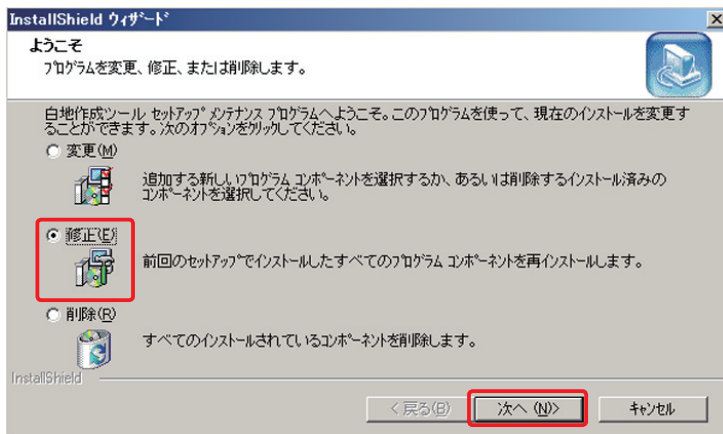 InstallShield ウィザード
ようこそ
プログラムを変更、修正、または削除します。
白地作成ツール セットアップ メンテナンス プログラムへようこそ。このプログラムを使って、現在のインストールを変更す
ることができます。次のオプションをクリックしてください。
変更(M)
追加する新しいプログラム コンポーネントを選択するか、あるいは削除するインストール済みの
コンポーネントを選択してください。
修正(E)
前回のセットアップでインストールしたすべてのプログラム コンポーネントを再インストールします。
削除(R)
すべてのインストールされているコンポーネントを削除します。
InstallShield
< 戻る(B)
次へ (N)>
キャンセル